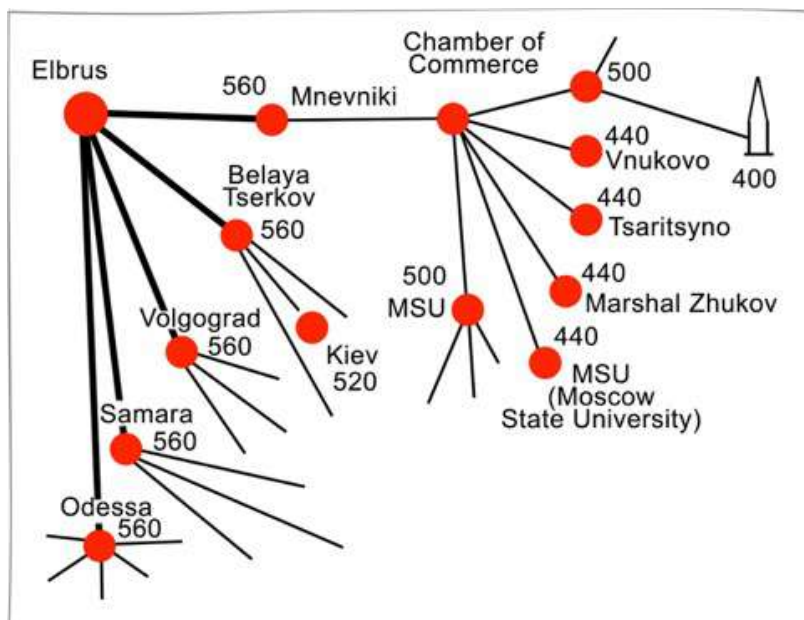 Elbrus
560
Mnevniki
Chamber of
Commerce
500
400
440
Vnukovo
440
Tsaritsyno
440
Marshal Zhukov
440
MSU
(Moscow
State University)
500
MSU
Belaya
Tserkov
560
Kiev
520
Volgograd
560
Samara
560
Odessa
560